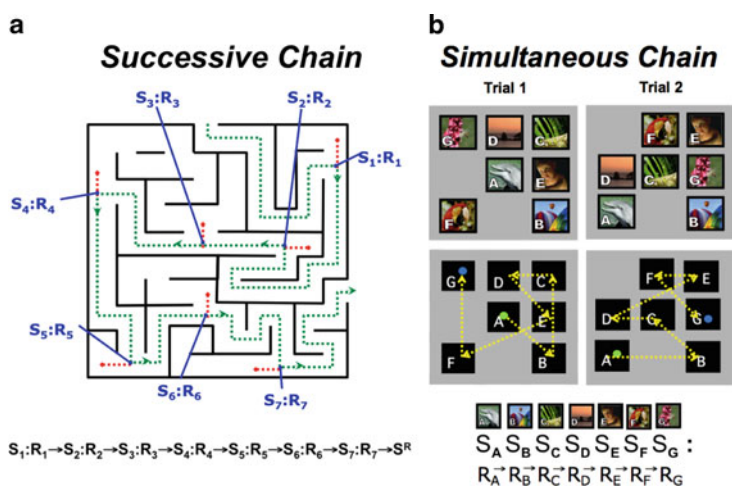 a
Successive Chain
S3:R3
S2:R2
S1:R1
S4:R4
S5:R5
S6:R6
S7:R7
S1:R1→S2:R2→S3:R3→S4:R4→S5:R5→S6:R6→S7:R7→SR
b
Simultaneous Chain
Trial 1
G D C
A E
F B
Trial 2
F E
D C G
A B
G D C
A E
F B
F E
D C G
A B
A B C D E F G
SA SB SC SD SE SF SG :
RA→RB→RC→RD→RE→RF→RG